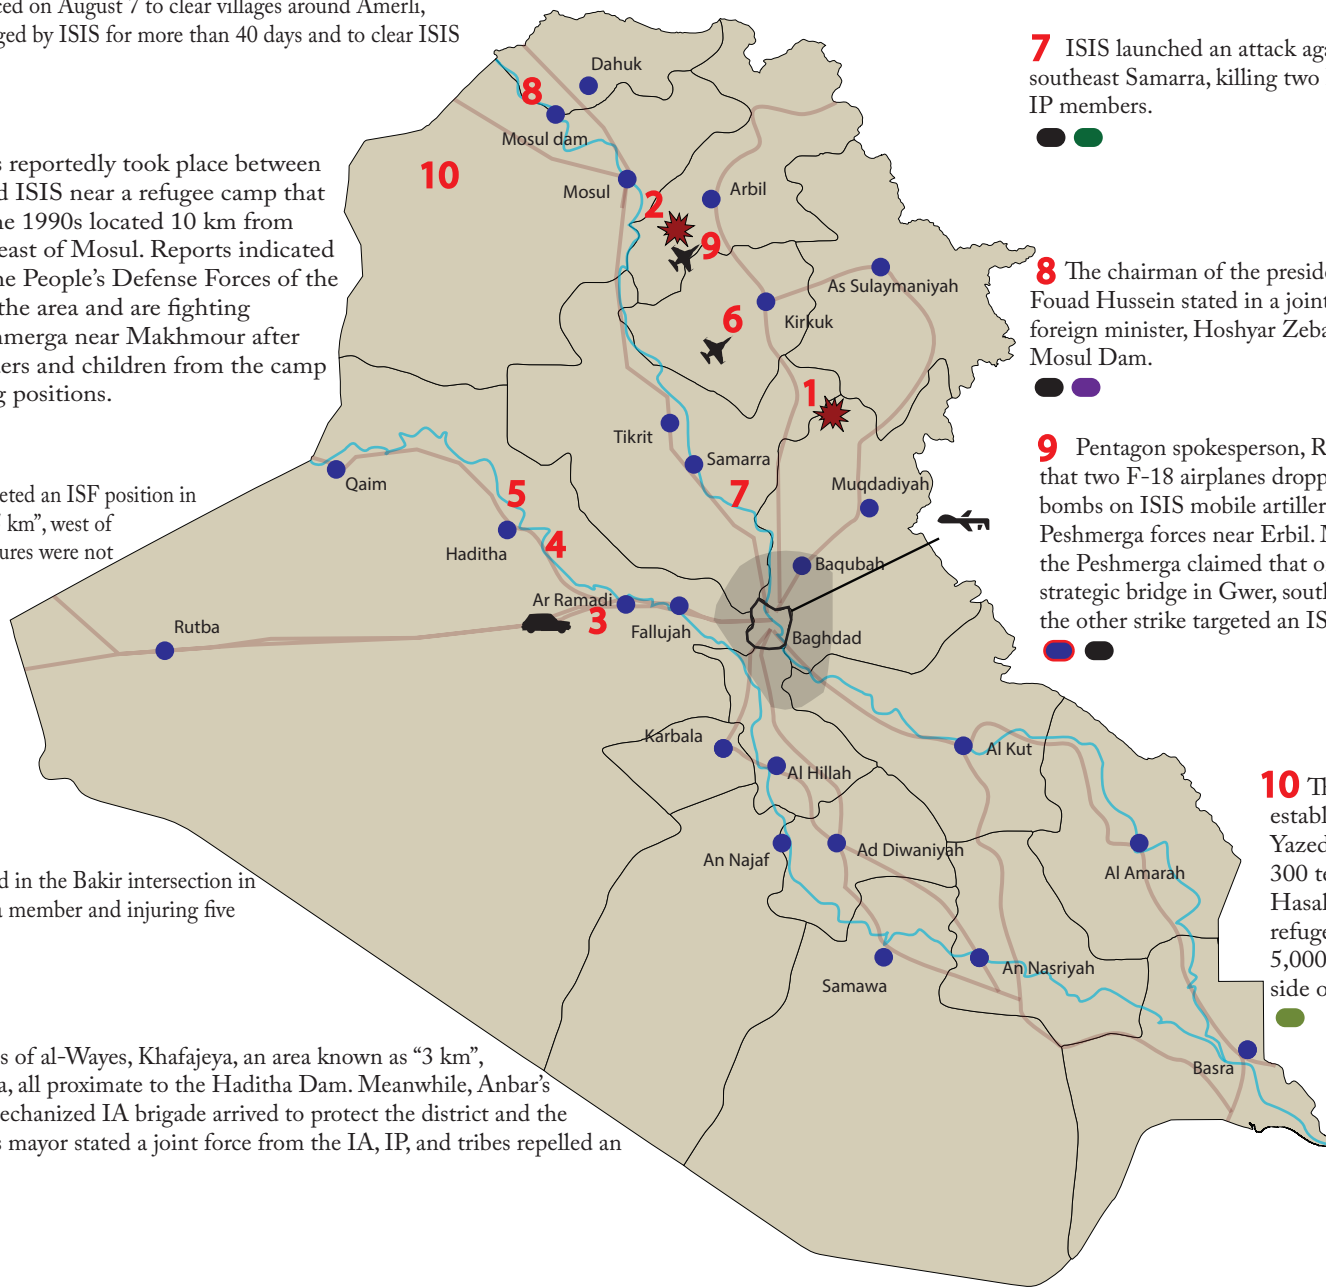 ced on August 7 to clear villages around Amerli,
ged by ISIS for more than 40 days and to clear ISIS
s reportedly took place between
d ISIS near a refugee camp that
ne 1990s located 10 km from
east of Mosul. Reports indicated
he People’s Defense Forces of the
the area and are fighting
hmerga near Makhmour after
ers and children from the camp
g positions.
eted an ISF position in
km”, west of
ures were not
d in the Bakir intersection in
a member and injuring five
s of al-Wayes, Khafajeya, an area known as “3 km”,
a, all proximate to the Haditha Dam. Meanwhile, Anbar’s
echanized IA brigade arrived to protect the district and the
s mayor stated a joint force from the IA, IP, and tribes repelled an
Dahuk
8
Mosul dam
10
Mosul
2
Arbil
9
As Sulaymaniyah
6
Kirkuk
1
Tikrit
Samarra
Qaim
7
Muqdadiyah
5
Haditha
4
Baqubah
Ar Ramadi
3
Fallujah
Rutba
Baghdad
Karbala
Al Kut
Al Hillah
An Najaf
Ad Diwaniyah
Al Amarah
Samawa
An Nasriyah
Basra
7 ISIS launched an attack aga
southeast Samarra, killing two
IP members.
8 The chairman of the preside
Fouad Hussein stated in a joint
foreign minister, Hoshyar Zeba
Mosul Dam.
9 Pentagon spokesperson, R
that two F-18 airplanes dropp
bombs on ISIS mobile artiller
Peshmerga forces near Erbil. M
the Peshmerga claimed that o
strategic bridge in Gwer, south
the other strike targeted an IS
10 Th
establ
Yazed
300 te
Hasal
refuge
5,000
side o